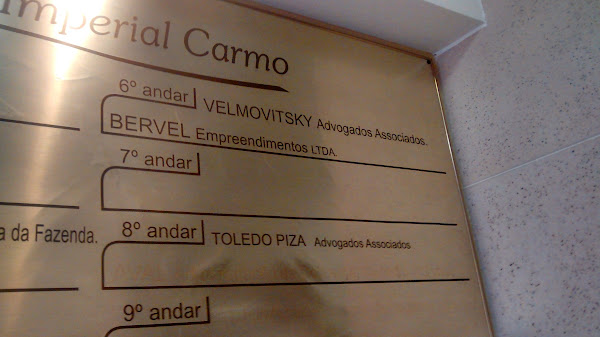 Imperial Carmo
6º andar
VELMOVITSKY Advogados Associados.
BERVEL Empreendimentos LTDA.
7º andar
a da Fazenda.
8º andar
TOLEDO PIZA Advogados Associados
9º andar